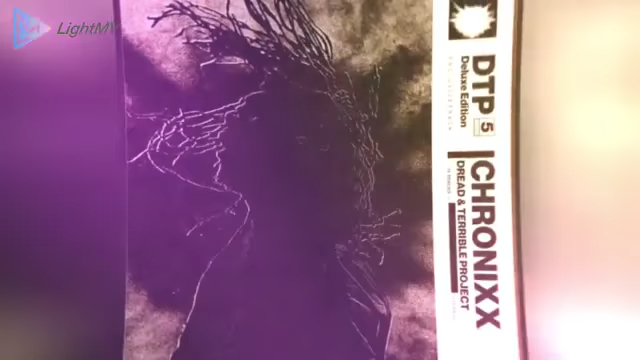 LightMV
DTP 5
Deluxe Edition
CHRONIXX
DREAD & TERRIBLE PROJECT